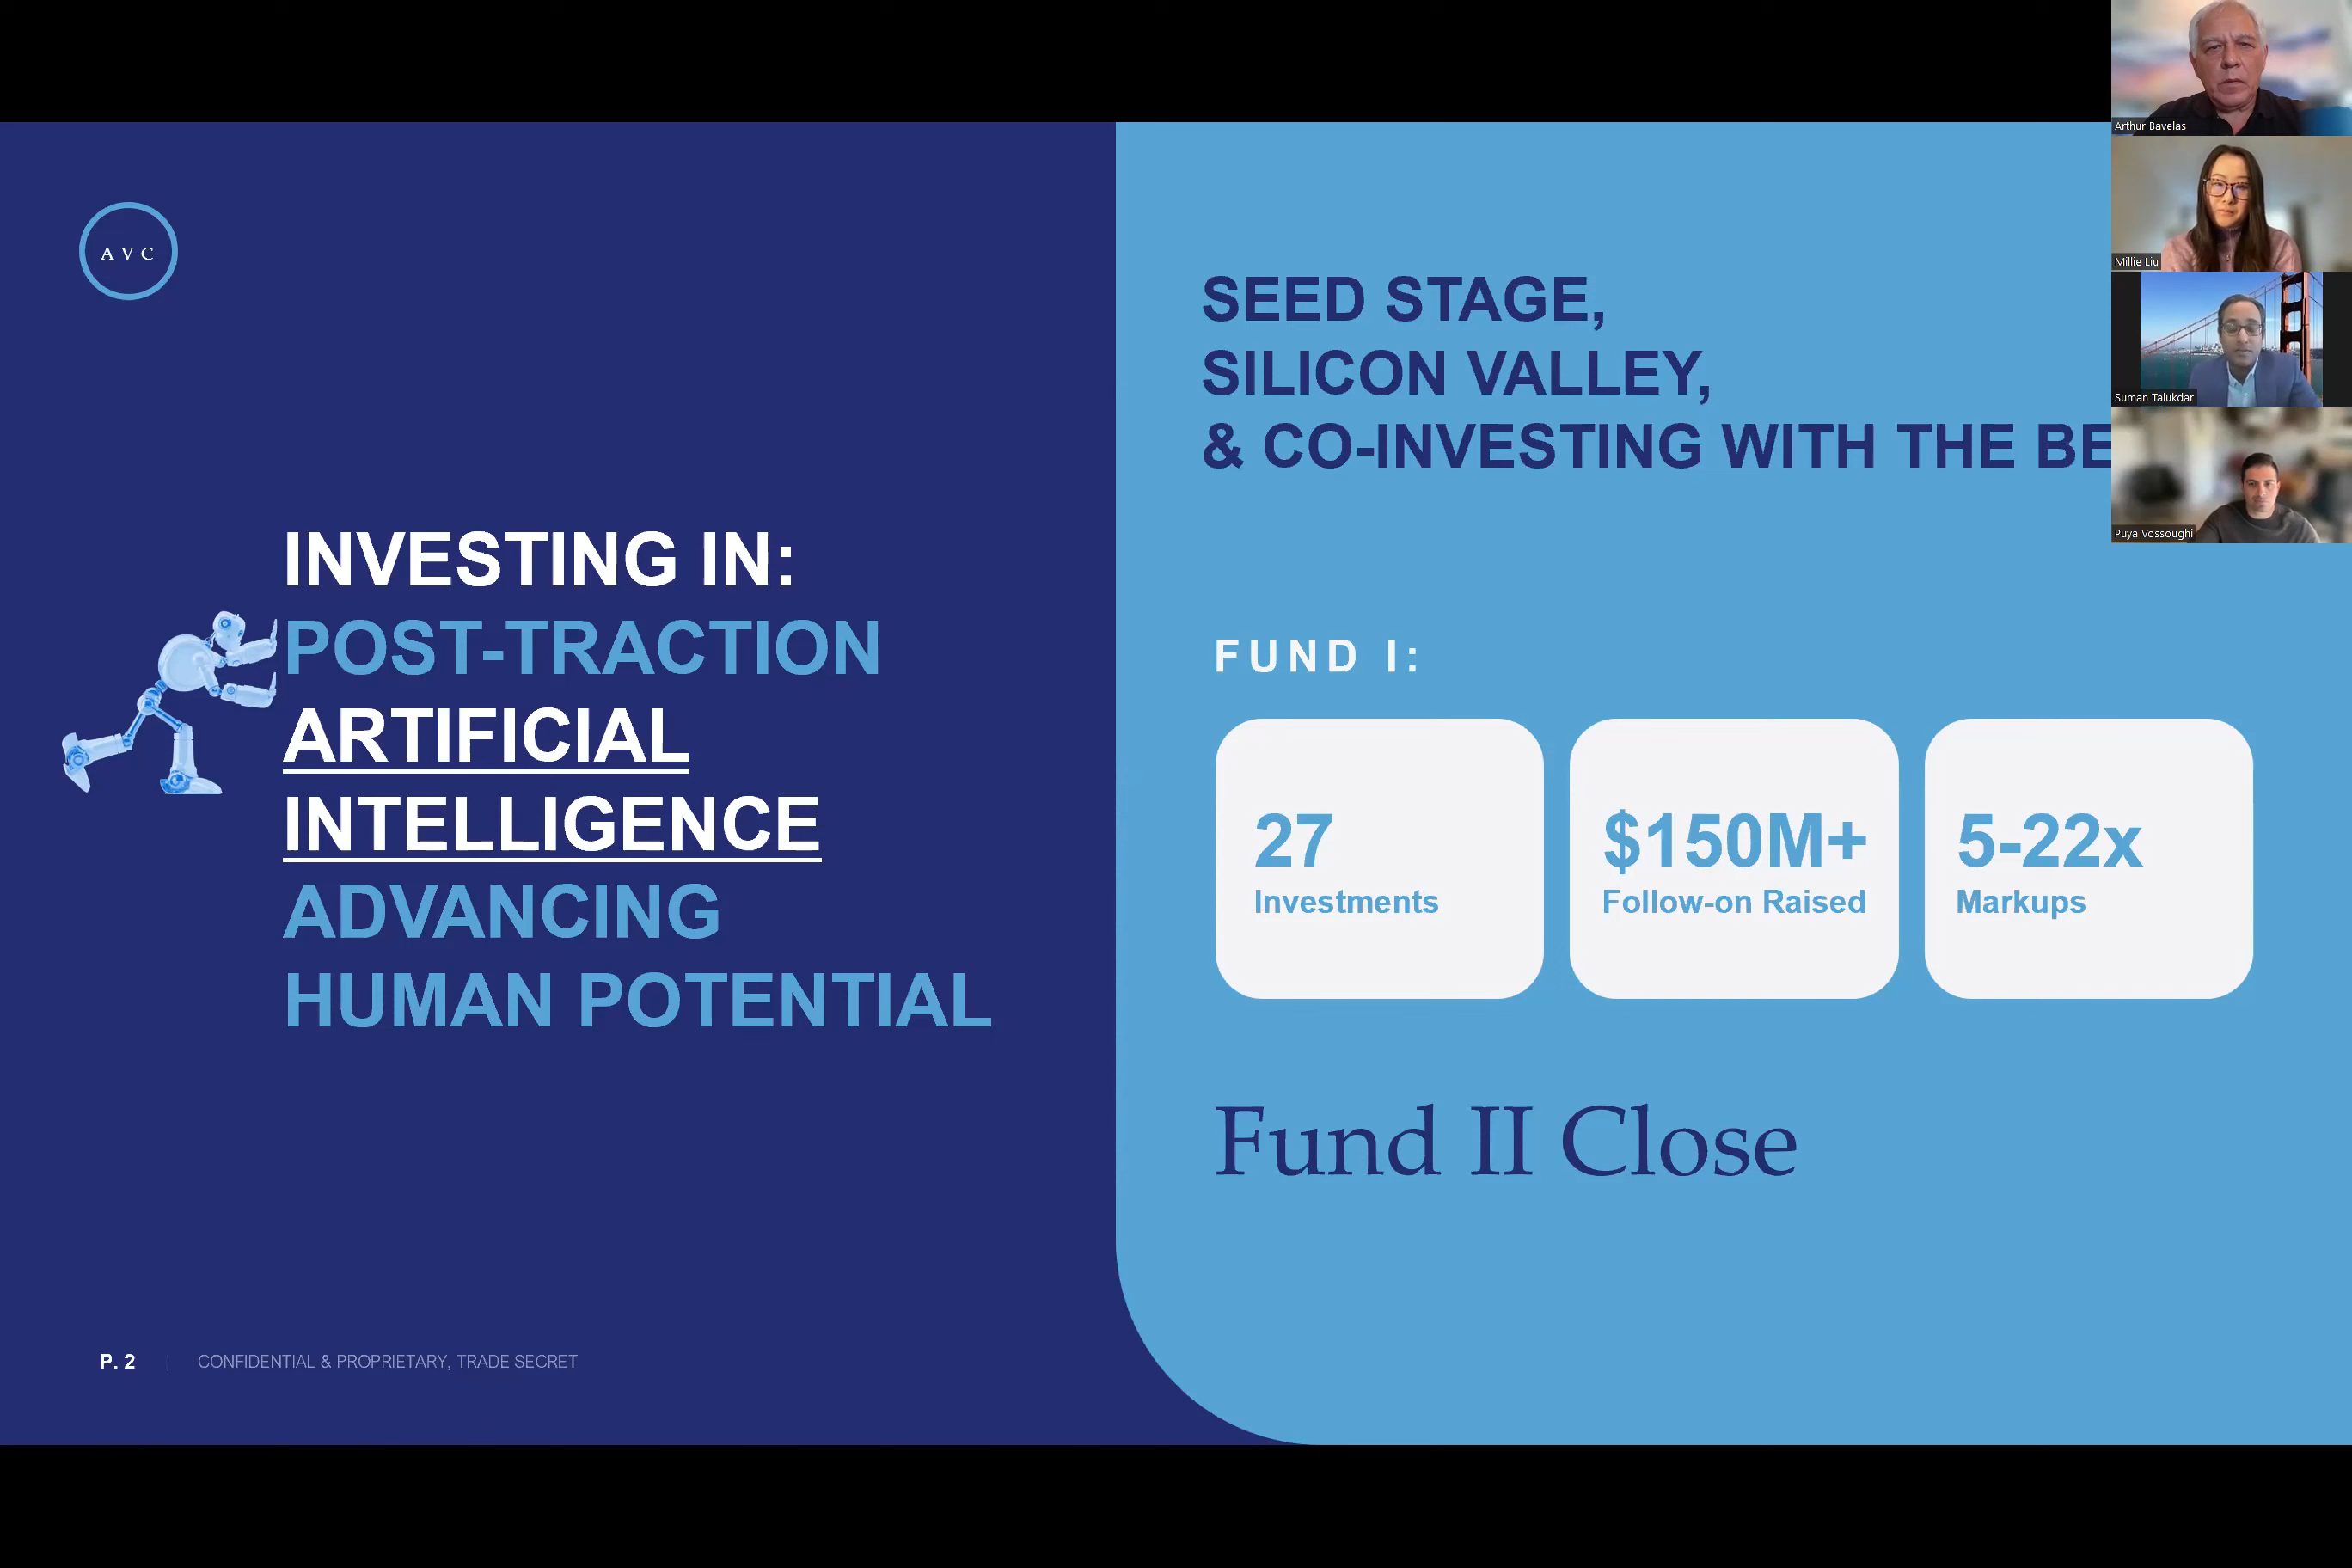 A V C
INVESTING IN:
POST-TRACTION
ARTIFICIAL
INTELLIGENCE
ADVANCING
HUMAN POTENTIAL
P. 2 | CONFIDENTIAL & PROPRIETARY, TRADE SECRET
SEED STAGE,
SILICON VALLEY,
& CO-INVESTING WITH THE BE
FUND I:
27
Investments
$150M+
Follow-on Raised
5-22x
Markups
Fund II Close
Arthur Bavelas
Millie Liu
Suman Talukdar
Puya Vossoughi